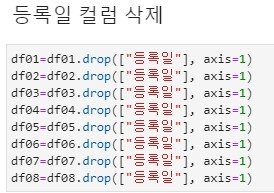 등록일 컬럼 삭제
df01=df01.drop(["등록일"], axis=1)
df02=df02.drop(["등록일"], axis=1)
df03=df03.drop(["등록일"], axis=1)
df04=df04.drop(["등록일"], axis=1)
df05=df05.drop(["등록일"], axis=1)
df06=df06.drop(["등록일"], axis=1)
df07=df07.drop(["등록일"], axis=1)
df08=df08.drop(["등록일"], axis=1)